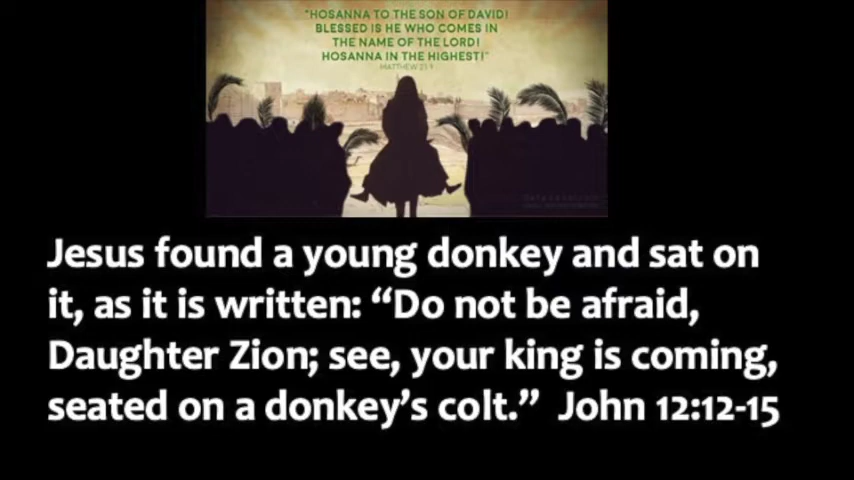 "HOSANNA TO THE SON OF DAVID!
BLESSED IS HE WHO COMES IN
THE NAME OF THE LORD!
HOSANNA IN THE HIGHEST!"
MATTHEW 21:9
Jesus found a young donkey and sat on
it, as it is written: “Do not be afraid,
Daughter Zion; see, your king is coming,
seated on a donkey’s colt.”  John 12:12-15